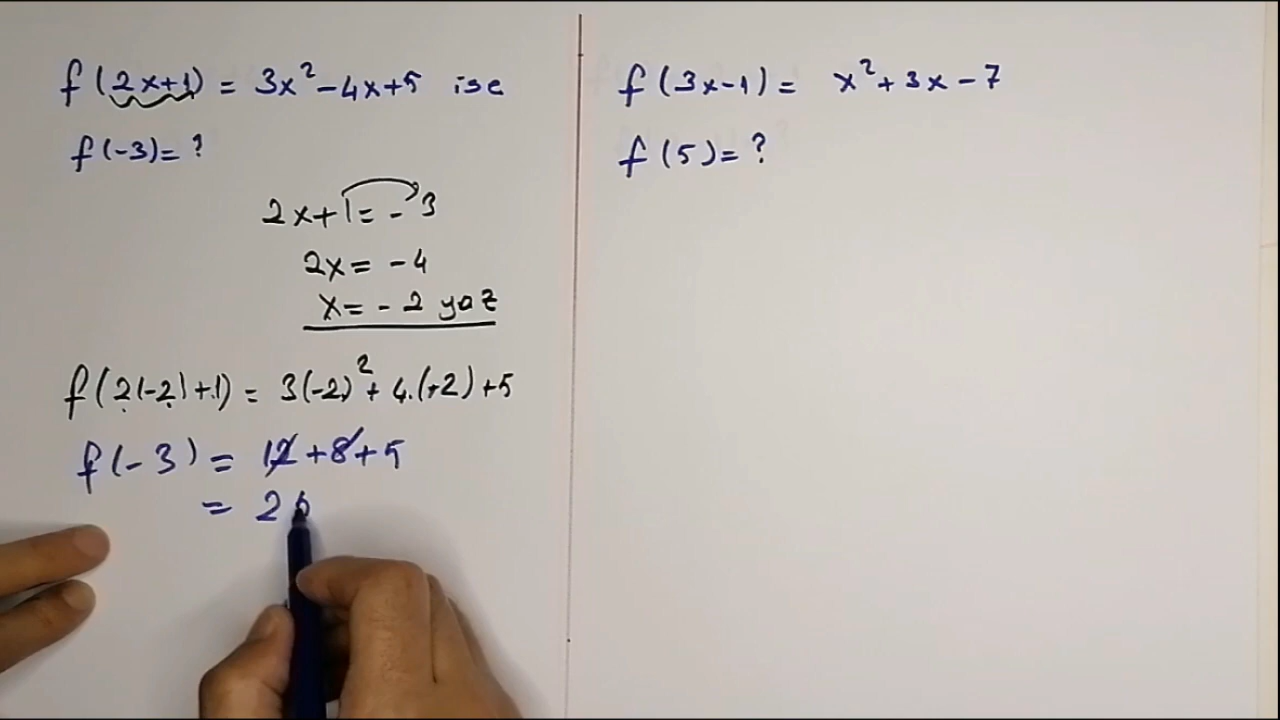 f(2x+1) = 3x² - 4x + 5 ise
f(-3) = ?
2x+1 = -3
2x = -4
x = -2 yaz
f(2(-2)+1) = 3(-2)² + 4.(+2) + 5
f(-3) = 12 + 8 + 5
f(3x-1) = x² + 3x - 7
f(5) = ?